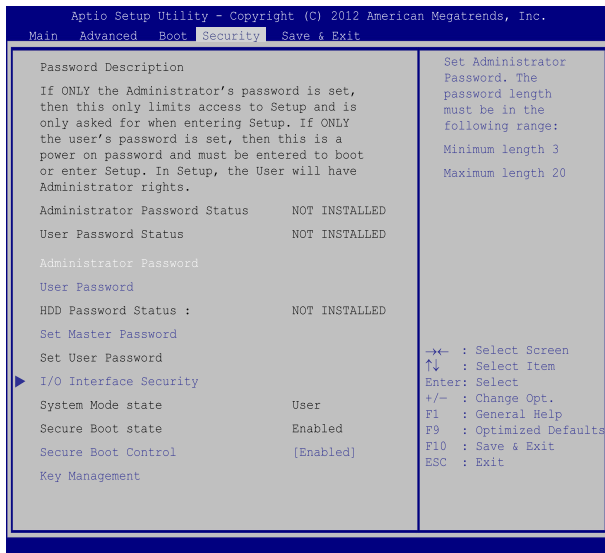 Aptio Setup Utility - Copyright (C) 2012 American Megatrends, Inc.
Main Advanced Boot Security Save & Exit
Password Description
If ONLY the Administrator's password is set,
then this only limits access to Setup and is
only asked for when entering Setup. If ONLY
the user's password is set, then this is a
power on password and must be entered to boot
or enter Setup. In Setup, the User will have
Administrator rights.
Administrator Password Status NOT INSTALLED
User Password Status NOT INSTALLED
Administrator Password
User Password
HDD Password Status : NOT INSTALLED
Set Master Password
Set User Password
I/O Interface Security
System Mode state User
Secure Boot state Enabled
Secure Boot Control [Enabled]
Key Management
Set Administrator
Password. The
password length
must be in the
following range:
Minimum length 3
Maximum length 20
→← : Select Screen
↑↓ : Select Item
Enter: Select
+/− : Change Opt.
F1 : General Help
F9 : Optimized Defaults
F10 : Save & Exit
ESC : Exit